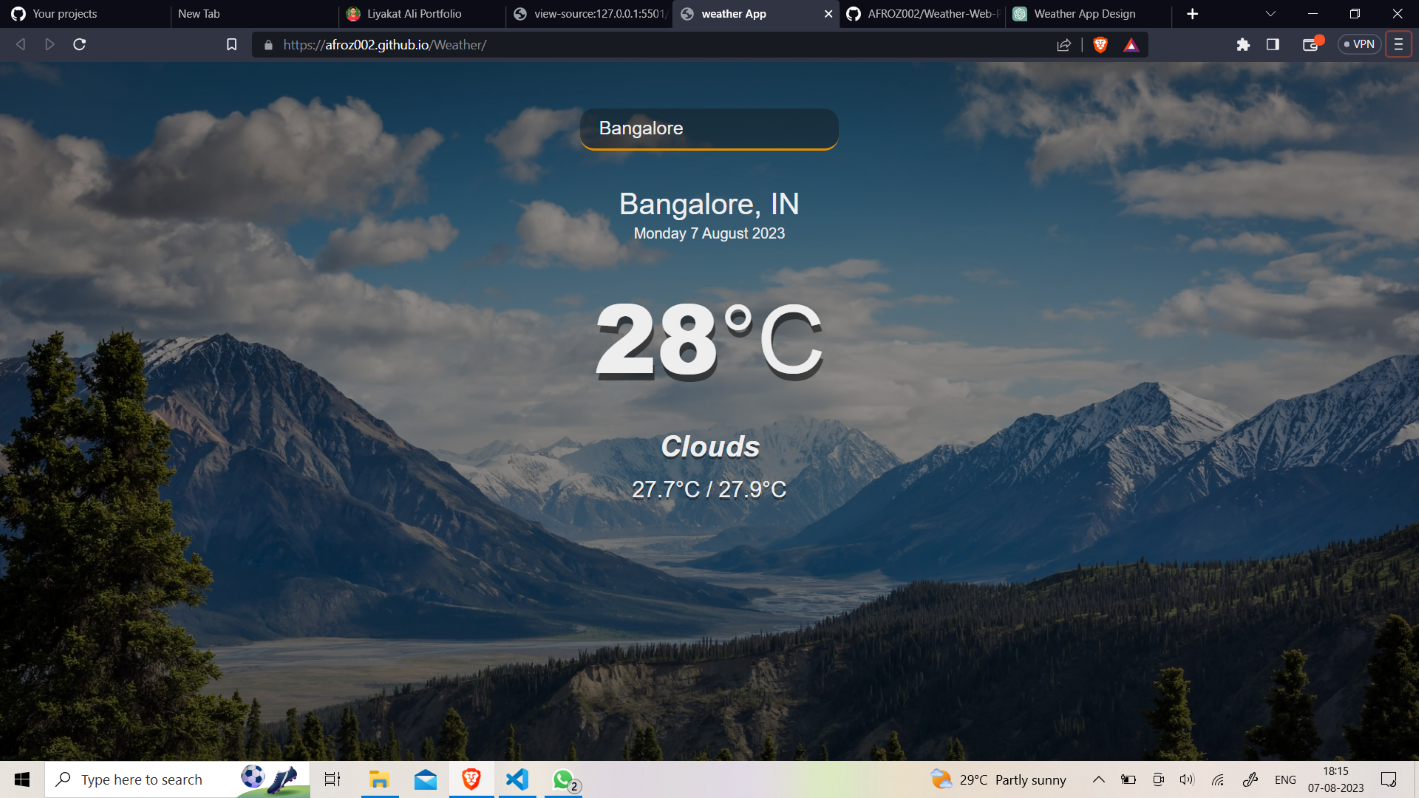 Your projects
New Tab
Liyakat Ali Portfolio
view-source:127.0.0.1:5501/
weather App
AFROZ002/Weather-Web-
Weather App Design
https://afroz002.github.io/Weather/
VPN
Bangalore
Bangalore, IN
Monday 7 August 2023
28°C
Clouds
27.7°C / 27.9°C
Type here to search
2
29°C Partly sunny
ENG
18:15
07-08-2023